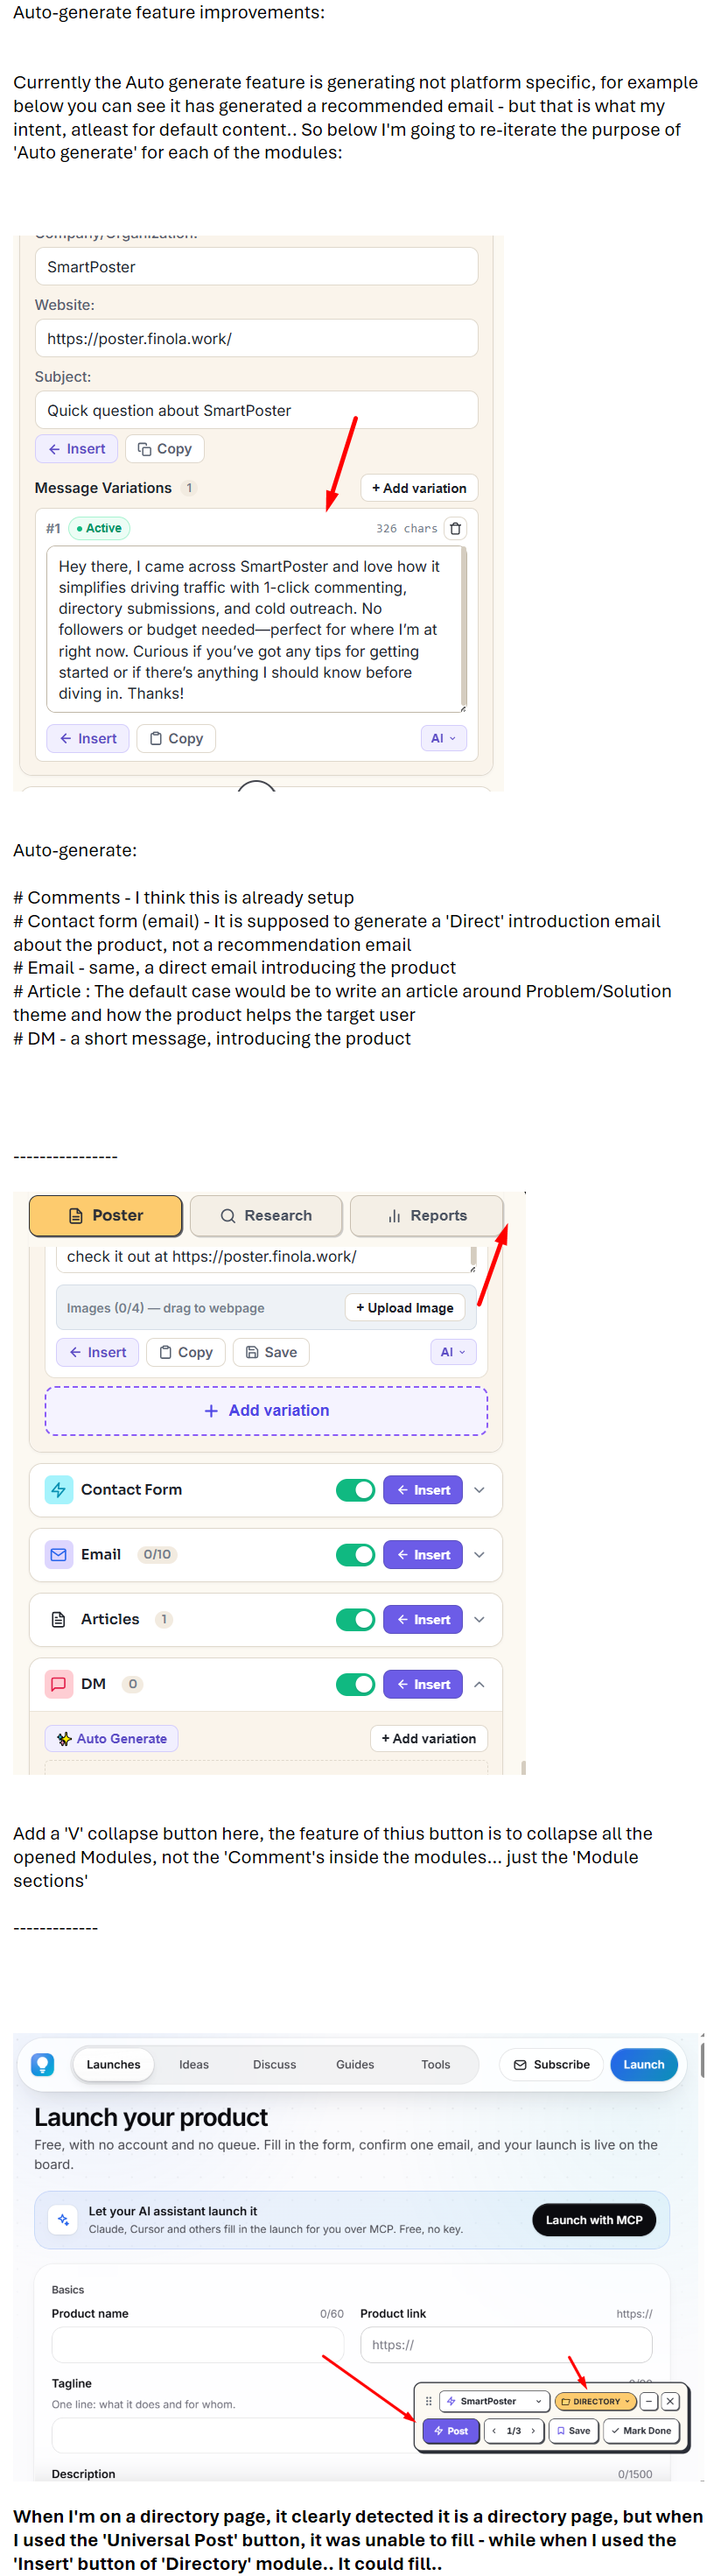 Auto-generate feature improvements:
Currently the Auto generate feature is generating not platform specific, for example
below you can see it has generated a recommended email - but that is what my
intent, atleast for default content.. So below I'm going to re-iterate the purpose of
'Auto generate' for each of the modules:
Company/Organization:
SmartPoster
Website:
https://poster.finola.work/
Subject:
Quick question about SmartPoster
← Insert Copy
Message Variations 1 + Add variation
#1 • Active 326 chars
Hey there, I came across SmartPoster and love how it
simplifies driving traffic with 1-click commenting,
directory submissions, and cold outreach. No
followers or budget needed—perfect for where I'm at
right now. Curious if you've got any tips for getting
started or if there's anything I should know before
diving in. Thanks!
← Insert Copy AI
Auto-generate:
# Comments - I think this is already setup
# Contact form (email) - It is supposed to generate a 'Direct' introduction email
about the product, not a recommendation email
# Email - same, a direct email introducing the product
# Article : The default case would be to write an article around Problem/Solution
theme and how the product helps the target user
# DM - a short message, introducing the product
----------------
Poster Research Reports
check it out at https://poster.finola.work/
Images (0/4) — drag to webpage + Upload Image
← Insert Copy Save AI
+ Add variation
Contact Form ← Insert
Email 0/10 ← Insert
Articles 1 ← Insert
DM 0 ← Insert
Auto Generate + Add variation
Add a 'V' collapse button here, the feature of thius button is to collapse all the
opened Modules, not the 'Comment's inside the modules... just the 'Module
sections'
-------------
Launches Ideas Discuss Guides Tools Subscribe Launch
Launch your product
Free, with no account and no queue. Fill in the form, confirm one email, and your launch is live on the
board.
Let your AI assistant launch it
Claude, Cursor and others fill in the launch for you over MCP. Free, no key.
Launch with MCP
Basics
Product name 0/60 Product link https://
https://
Tagline
One line: what it does and for whom.
SmartPoster DIRECTORY
Post 1/3 Save Mark Done
Description 0/1500
When I'm on a directory page, it clearly detected it is a directory page, but when
I used the 'Universal Post' button, it was unable to fill - while when I used the
'Insert' button of 'Directory' module.. It could fill..